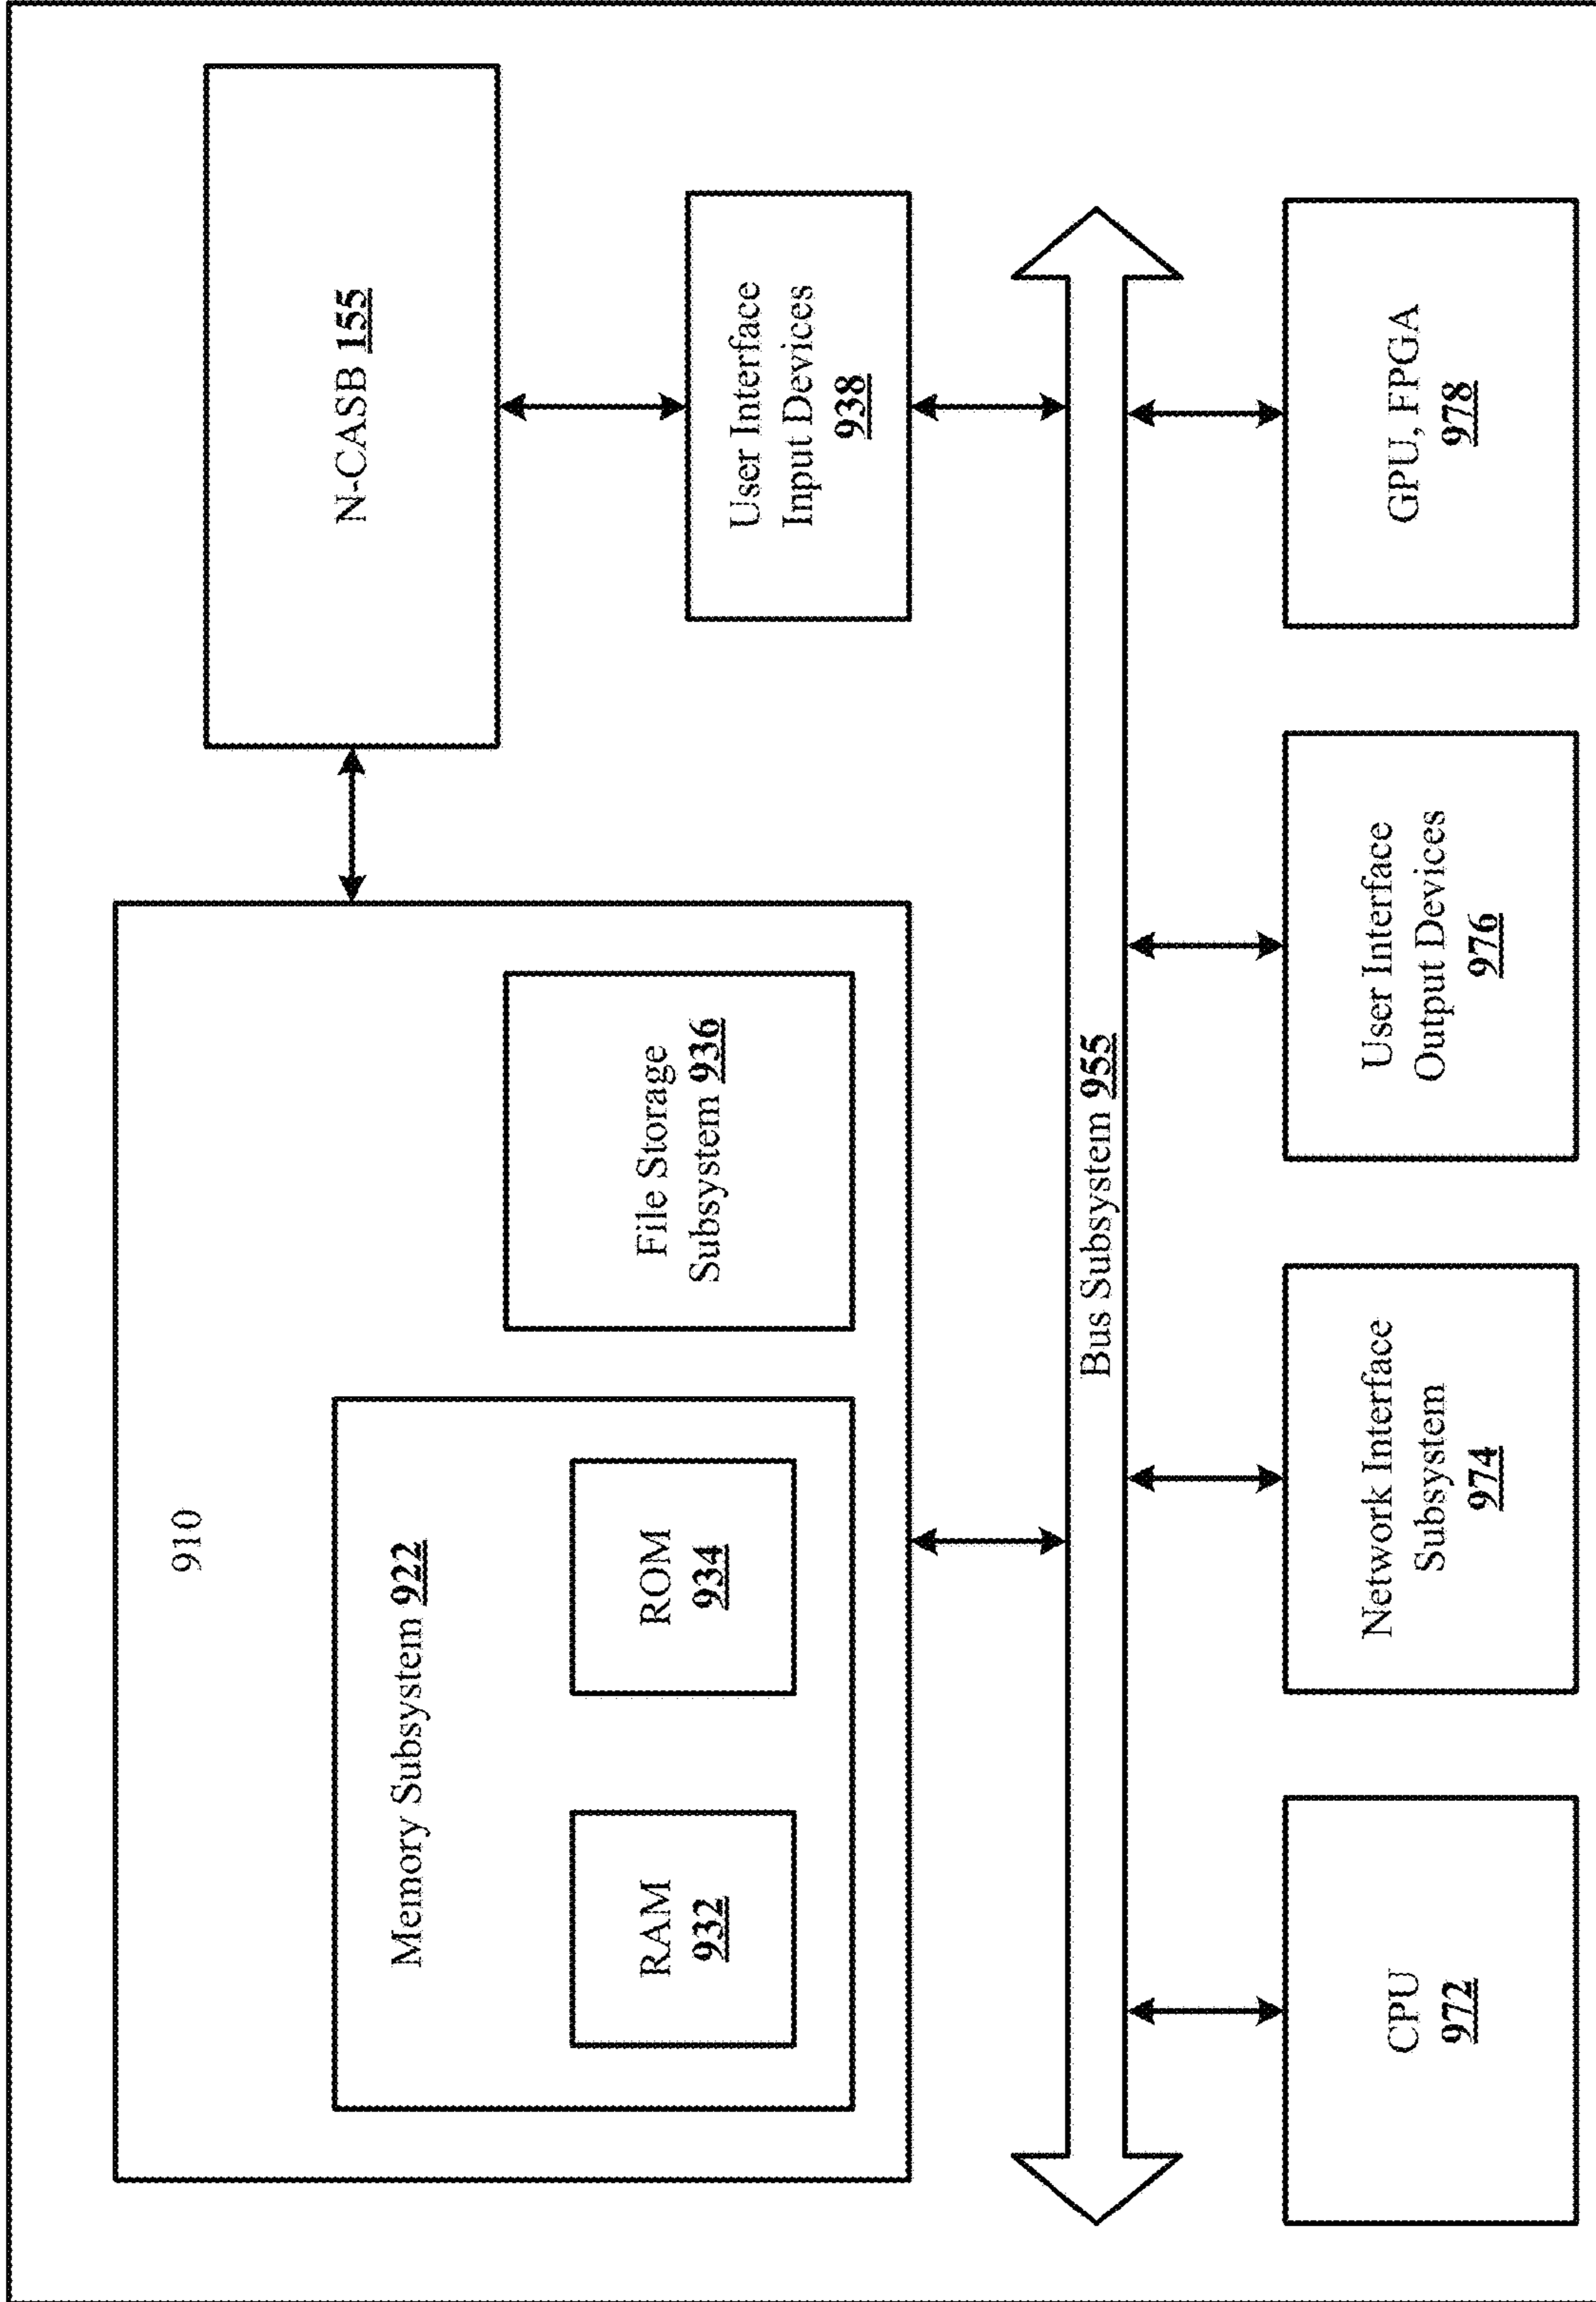 910
Memory Subsystem 922
RAM
932
ROM
934
File Storage
Subsystem 936
N-CASB 155
User Interface
Input Devices
938
Bus Subsystem 955
CPU
972
Network Interface
Subsystem
974
User Interface
Output Devices
976
GPU, FPGA
978